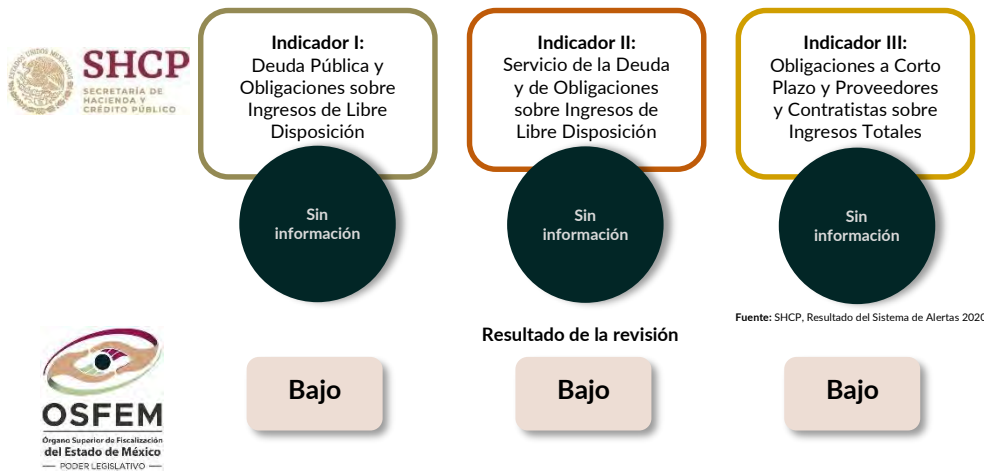 SHCP
SECRETARÍA DE
HACIENDA Y
CRÉDITO PÚBLICO
Indicador I:
Deuda Pública y
Obligaciones sobre
Ingresos de Libre
Disposición
Sin
información
Indicador II:
Servicio de la Deuda
y de Obligaciones
sobre Ingresos de
Libre Disposición
Sin
información
Indicador III:
Obligaciones a Corto
Plazo y Proveedores
y Contratistas sobre
Ingresos Totales
Sin
información
Fuente: SHCP, Resultado del Sistema de Alertas 2020
Resultado de la revisión
OSFEM
Órgano Superior de Fiscalización
del Estado de México
PODER LEGISLATIVO
Bajo
Bajo
Bajo